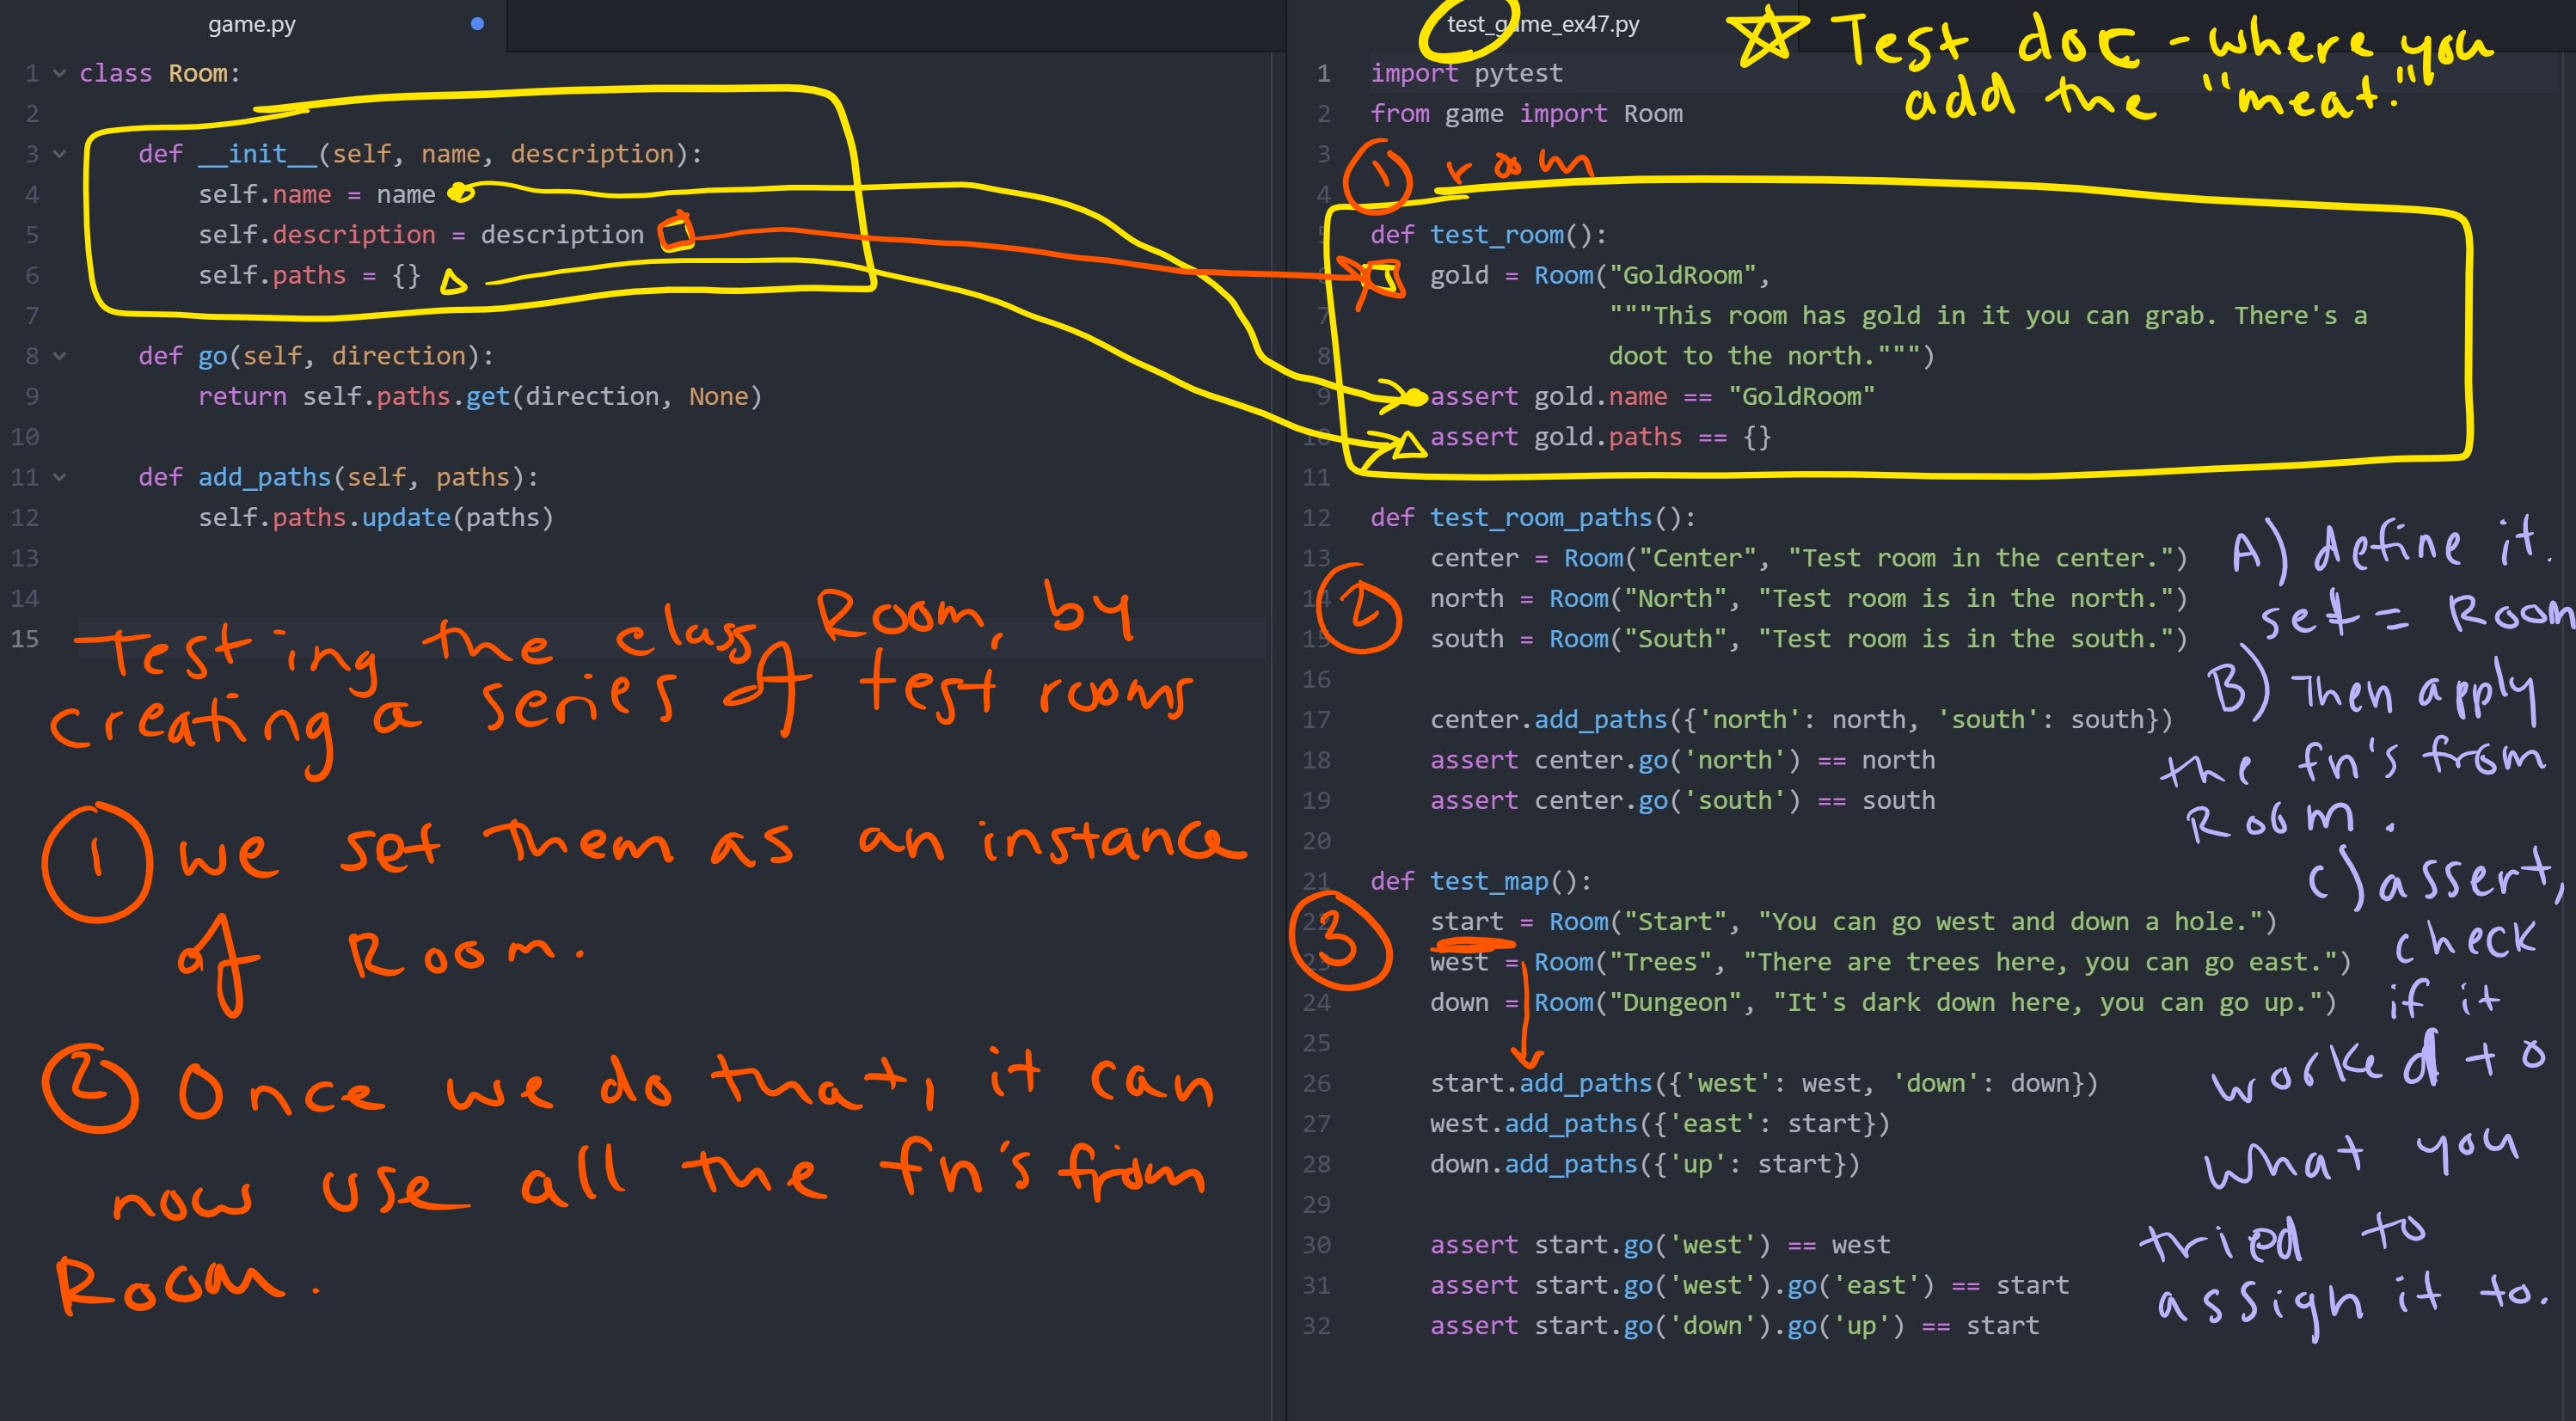 game.py
1 class Room:
2
3     def __init__(self, name, description):
4         self.name = name
5         self.description = description
6         self.paths = {}
7
8     def go(self, direction):
9         return self.paths.get(direction, None)
10
11     def add_paths(self, paths):
12         self.paths.update(paths)
13
14
15
Testing the class Room, by
creating a series of test rooms
1 we set them as an instance
of Room.
2 Once we do that, it can
now use all the fn's from
Room.
test_game_ex47.py
☆ Test doc - where you
add the "meat."
1 import pytest
2 from game import Room
3
4
1 room
5 def test_room():
6     gold = Room("GoldRoom",
7                 """This room has gold in it you can grab. There's a
8                 doot to the north.""")
9     assert gold.name == "GoldRoom"
10     assert gold.paths == {}
11
12 def test_room_paths():
13     center = Room("Center", "Test room in the center.")
2
14     north = Room("North", "Test room is in the north.")
15     south = Room("South", "Test room is in the south.")
16
17     center.add_paths({'north': north, 'south': south})
18     assert center.go('north') == north
19     assert center.go('south') == south
20
21 def test_map():
3
22     start = Room("Start", "You can go west and down a hole.")
23     west = Room("Trees", "There are trees here, you can go east.")
24     down = Room("Dungeon", "It's dark down here, you can go up.")
25
26     start.add_paths({'west': west, 'down': down})
27     west.add_paths({'east': start})
28     down.add_paths({'up': start})
29
30     assert start.go('west') == west
31     assert start.go('west').go('east') == start
32     assert start.go('down').go('up') == start
A) define it.
set = Room
B) Then apply
the fn's from
Room.
C) assert,
check
if it
worked to
what you
tried to
assign it to.